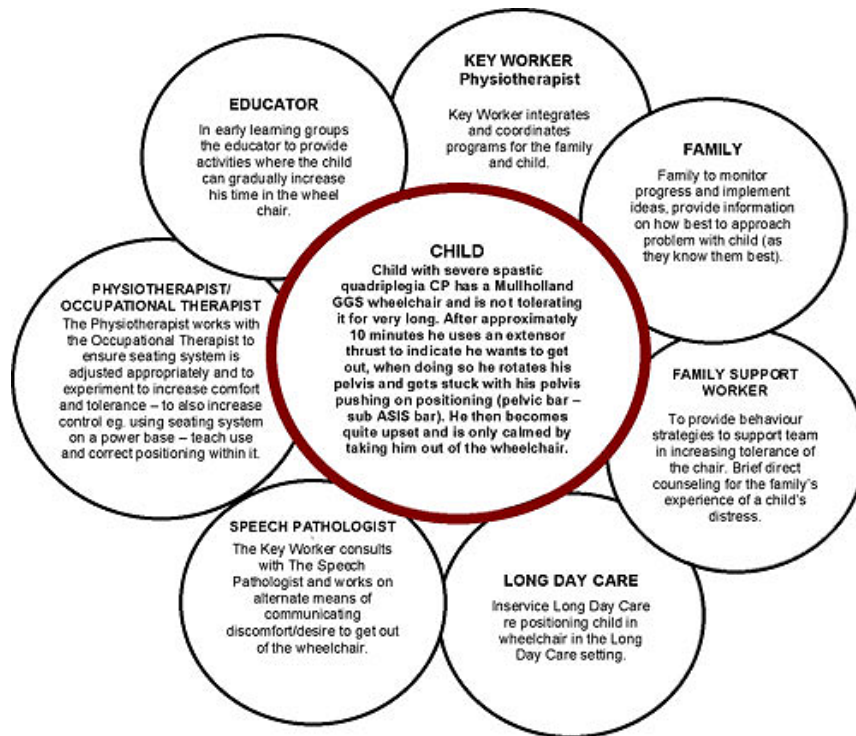 KEY WORKER
Physiotherapist
Key Worker integrates
and coordinates
programs for the family
and child.
EDUCATOR
In early learning groups
the educator to provide
activities where the child
can gradually increase
his time in the wheel
chair.
FAMILY
Family to monitor
progress and implement
ideas, provide information
on how best to approach
problem with child (as
they know them best).
CHILD
Child with severe spastic
quadriplegia CP has a Mullholland
GGS wheelchair and is not tolerating
it for very long. After approximately
10 minutes he uses an extensor
thrust to indicate he wants to get
out, when doing so he rotates his
pelvis and gets stuck with his pelvis
pushing on positioning (pelvic bar –
sub ASIS bar). He then becomes
quite upset and is only calmed by
taking him out of the wheelchair.
PHYSIOTHERAPIST/
OCCUPATIONAL THERAPIST
The Physiotherapist works with
the Occupational Therapist to
ensure seating system is
adjusted appropriately and to
experiment to increase comfort
and tolerance – to also increase
control eg. using seating system
on a power base – teach use
and correct positioning within it.
FAMILY SUPPORT
WORKER
To provide behaviour
strategies to support team
in increasing tolerance of
the chair. Brief direct
counseling for the family's
experience of a child's
distress.
SPEECH PATHOLOGIST
The Key Worker consults
with The Speech
Pathologist and works on
alternate means of
communicating
discomfort/desire to get out
of the wheelchair.
LONG DAY CARE
Inservice Long Day Care
re positioning child in
wheelchair in the Long
Day Care setting.